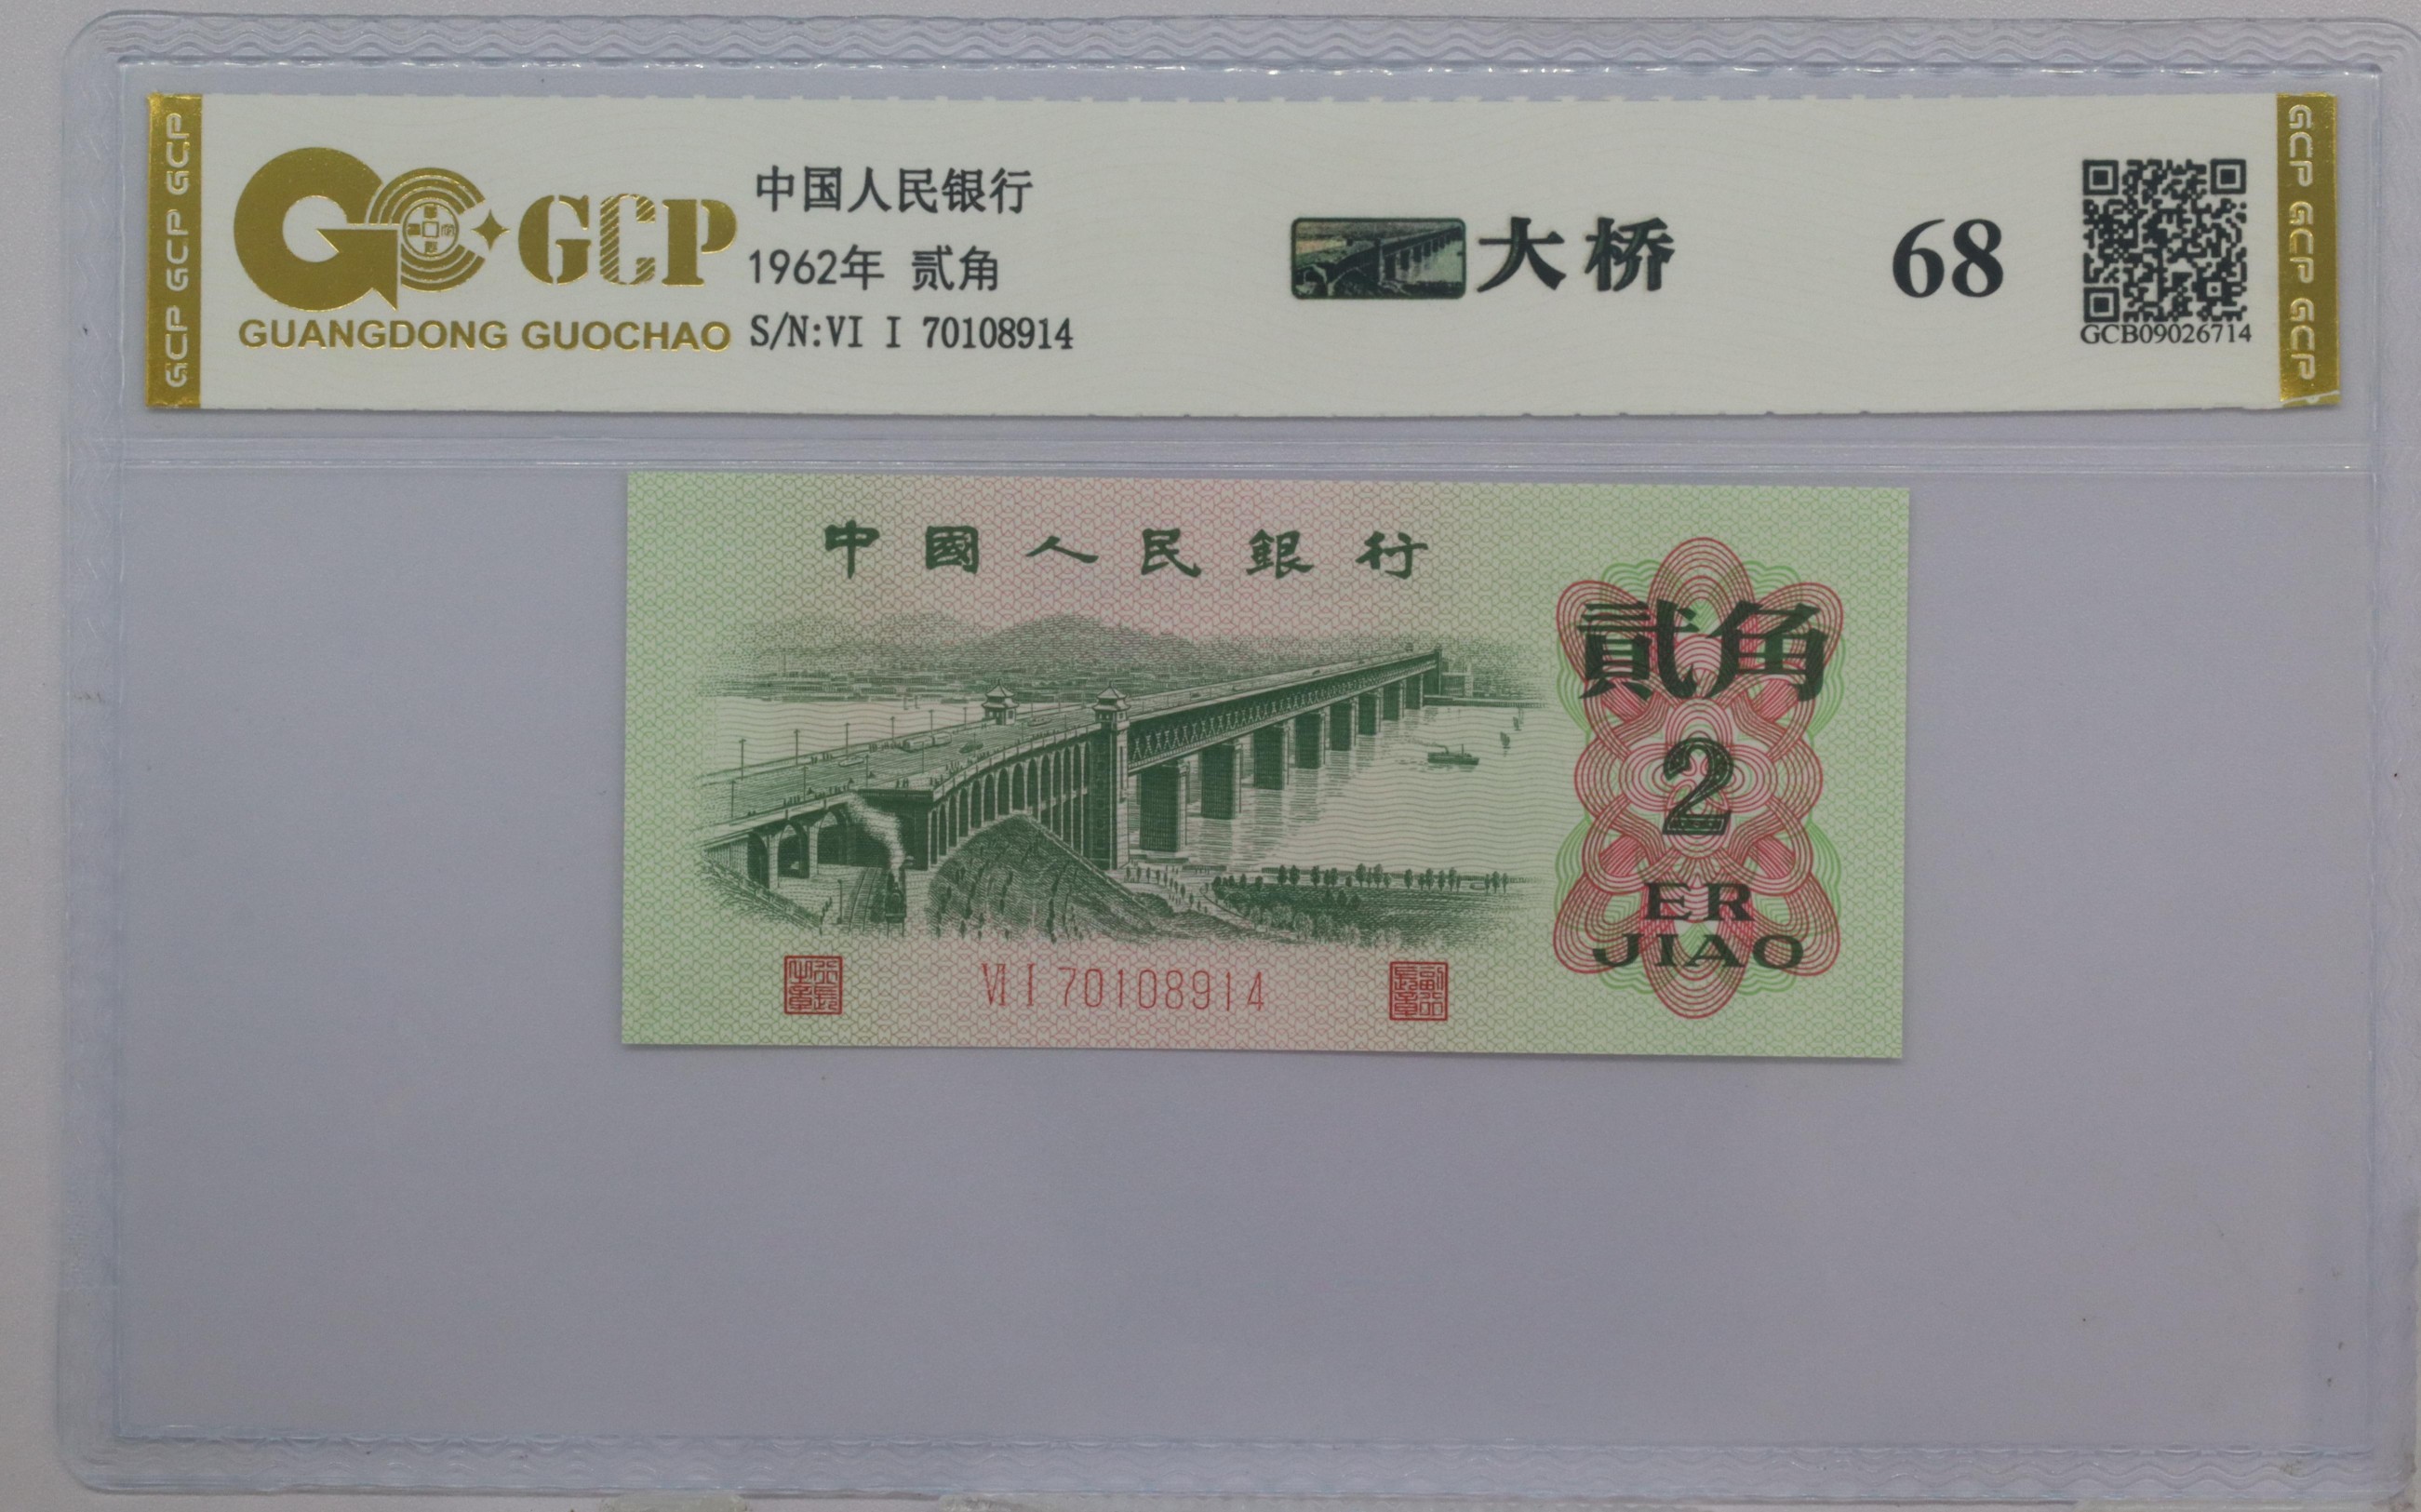 GCP GCP GCP
GCP
GUANGDONG GUOCHAO
中国人民银行
1962年 贰角
S/N:VI I 70108914
大桥
68
GCB09026714
GCP GCP GCP
中國人民銀行
貳角
2
ER
JIAO
VI I 70108914